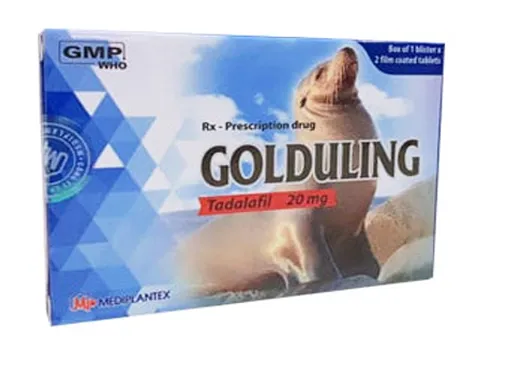 GMP
WHO
Box of 1 blister x
2 film coated tablets
Rx - Prescription drug
GOLDULING
Tadalafil 20 mg
MEDIPLANTEX